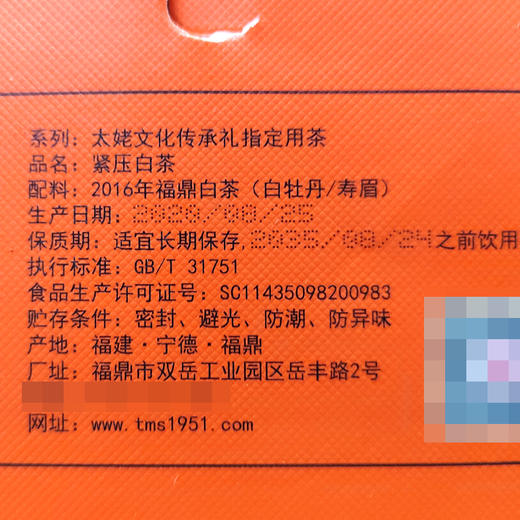 系列：太姥文化传承礼指定用茶
品名：紧压白茶
配料：2016年福鼎白茶（白牡丹/寿眉）
生产日期：2020/08/25
保质期：适宜长期保存,2035/08/24之前饮用
执行标准：GB/T 31751
食品生产许可证号：SC11435098200983
贮存条件：密封、避光、防潮、防异味
产地：福建·宁德·福鼎
厂址：福鼎市双岳工业园区岳丰路2号
网址：www.tms1951.com